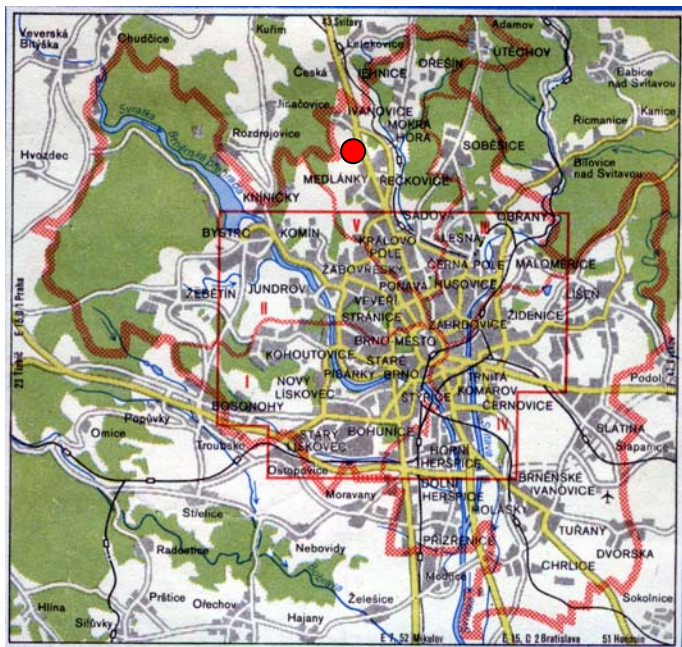 43 Svitavy
Adamov
Kuřim
Chudčice
Veverská
Bítýška
Lelekovice
ÚTĚCHOV
OŘEŠÍN
Česká
JEHNICE
Babice
nad Svitavou
Jinačovice
IVANOVICE
Kanice
Svratka
Řícmanice
MOKRÁ
HORA
Rozdrojovice
SOBĚŠICE
Hvozdec
Bílovice
nad Svitavou
MEDLÁNKY
ŘEČKOVICE
KNÍNIČKY
SADOVÁ
OBŘANY
V
III
BYSTRC
KOMÍN
LESNÁ
KRÁLOVO
POLE
MALOMĚŘICE
ČERNÁ POLE
ŽABOVŘESKY
PONAVA
HUSOVICE
ŽEBĚTÍN
JUNDROV
LÍŠEŇ
VEVEŘÍ
II
STRÁNICE
ŽIDENICE
ZÁBRDOVICE
E 15, D 1 Praha
BRNO-MĚSTO
KOHOUTOVICE
STARÉ
BRNO
PISÁRKY
23 Třebíč
I
NOVÝ
LÍSKOVEC
TRNITÁ
KOMÁROV
Podolí
ŠTÝŘICE
BOSONOHY
ČERNOVICE
Popůvky
SLATINA
Omice
Troubsko
STARÝ
LÍSKOVEC
BOHUNICE
Svitava
IV
Šlapanice
HORNÍ
HERŠPICE
Ostopovice
BRNĚNSKÉ
IVANOVICE
Moravany
DOLNÍ
HERŠPICE
Střelice
HOLÁSKY
TUŘANY
Radostice
Nebovidy
PŘÍZŘENICE
DVORSKA
Bobrava
Modřice
CHRLICE
Prštice
Ořechov
Želešice
Hlína
Silůvky
Hajany
Sokolnice
E 7, 52 Mikulov
E 15, D 2 Bratislava
51 Hodonín